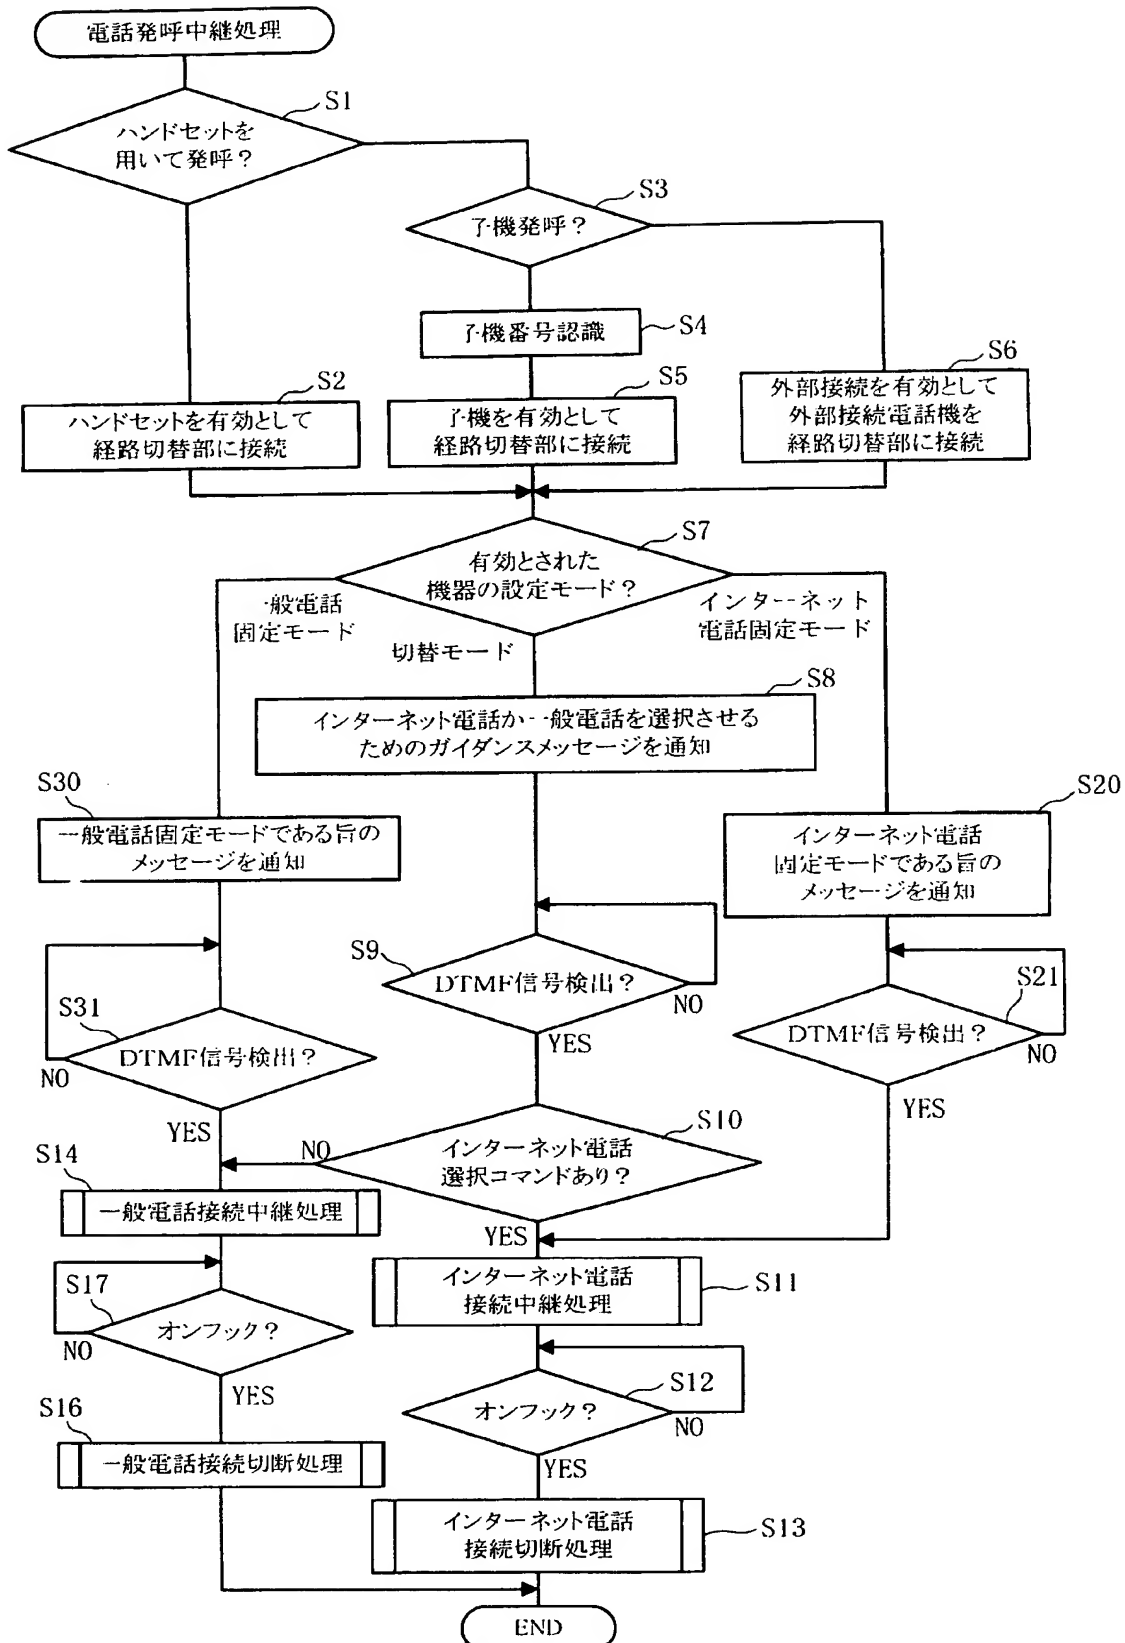 電話発呼中継処理
S1
ハンドセットを
用いて発呼？
S3
子機発呼？
子機番号認識
S4
S2
ハンドセットを有効として
経路切替部に接続
S5
子機を有効として
経路切替部に接続
S6
外部接続を有効として
外部接続電話機を
経路切替部に接続
S7
有効とされた
機器の設定モード？
一般電話
固定モード
切替モード
インターネット
電話固定モード
S8
インターネット電話か一般電話を選択させる
ためのガイダンスメッセージを通知
S30
一般電話固定モードである旨の
メッセージを通知
S20
インターネット電話
固定モードである旨の
メッセージを通知
S9
DTMF信号検出？
NO
YES
S21
DTMF信号検出？
NO
YES
S31
DTMF信号検出？
NO
YES
S10
インターネット電話
選択コマンドあり？
NO
YES
S14
一般電話接続中継処理
S11
インターネット電話
接続中継処理
S17
オンフック？
NO
YES
S12
オンフック？
NO
YES
S16
一般電話接続切断処理
S13
インターネット電話
接続切断処理
END